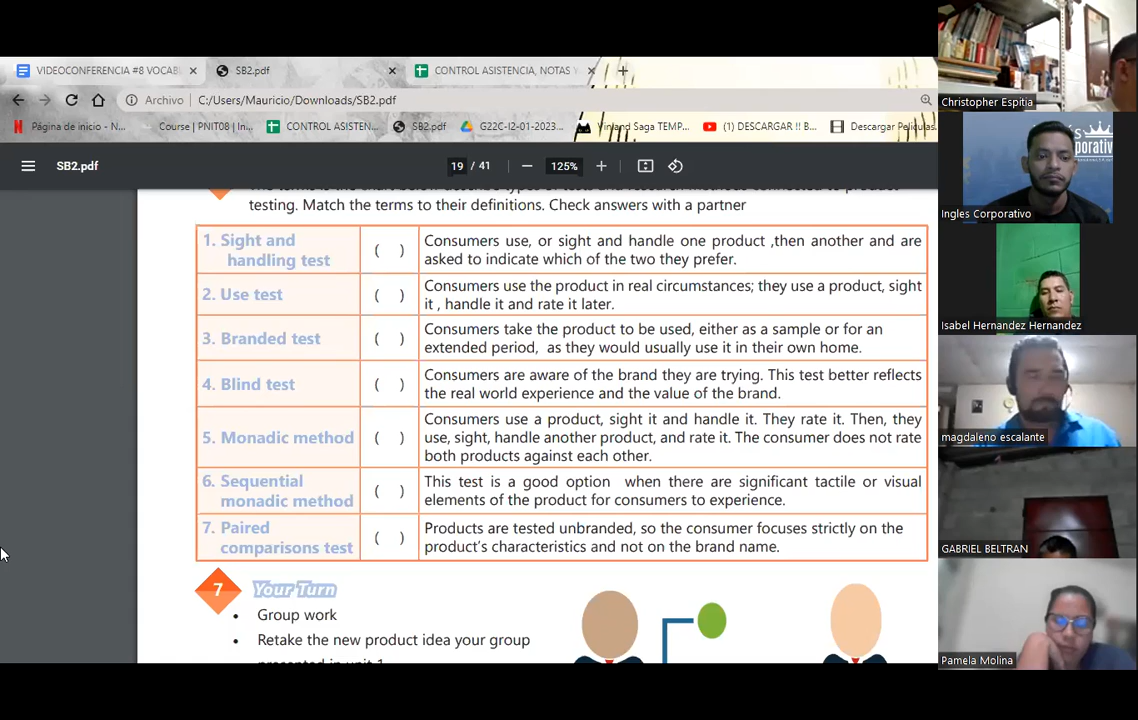 VIDEOCONFERENCIA #8 VOCABU
SB2.pdf
CONTROL ASISTENCIA, NOTAS Y
Archivo C:/Users/Mauricio/Downloads/SB2.pdf
Página de inicio - N...
Course | PNIT08 | In...
CONTROL ASISTEN...
SB2.pdf
G22C-I2-01-2023...
Vinland Saga TEMP...
(1) DESCARGAR !! B...
Descargar Peliculas
SB2.pdf
19 / 41
125%
testing. Match the terms to their definitions. Check answers with a partner
1. Sight and
handling test
( )
Consumers use, or sight and handle one product ,then another and are
asked to indicate which of the two they prefer.
2. Use test
( )
Consumers use the product in real circumstances; they use a product, sight
it , handle it and rate it later.
3. Branded test
( )
Consumers take the product to be used, either as a sample or for an
extended period, as they would usually use it in their own home.
4. Blind test
( )
Consumers are aware of the brand they are trying. This test better reflects
the real world experience and the value of the brand.
5. Monadic method
( )
Consumers use a product, sight it and handle it. They rate it. Then, they
use, sight, handle another product, and rate it. The consumer does not rate
both products against each other.
6. Sequential
monadic method
( )
This test is a good option when there are significant tactile or visual
elements of the product for consumers to experience.
7. Paired
comparisons test
( )
Products are tested unbranded, so the consumer focuses strictly on the
product's characteristics and not on the brand name.
7
Your Turn
• Group work
• Retake the new product idea your group
Christopher Espitia
Ingles Corporativo
Isabel Hernandez Hernandez
magdaleno escalante
GABRIEL BELTRAN
Pamela Molina